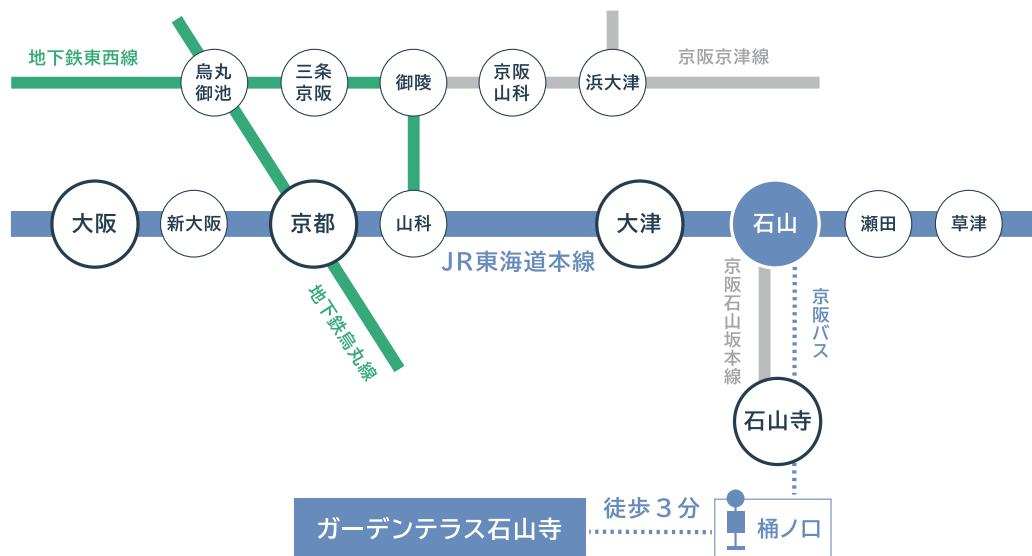 地下鉄東西線
京阪京津線
烏丸
御池
三条
京阪
御陵
京阪
山科
浜大津
大阪
新大阪
京都
山科
大津
石山
瀬田
草津
JR東海道本線
地下鉄烏丸線
京阪石山坂本線
京阪バス
石山寺
ガーデンテラス石山寺
徒歩3分
桶ノ口